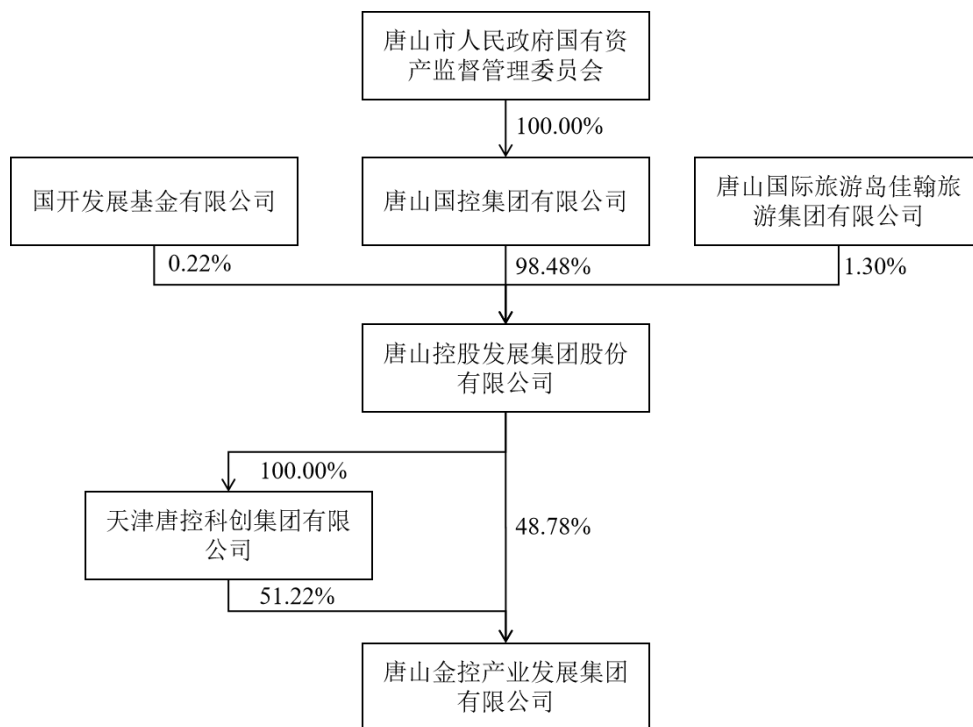 唐山市人民政府国有资
产监督管理委员会
100.00%
国开发展基金有限公司
唐山国控集团有限公司
唐山国际旅游岛佳翰旅
游集团有限公司
0.22%
98.48%
1.30%
唐山控股发展集团股份
有限公司
100.00%
天津唐控科创集团有限
公司
48.78%
51.22%
唐山金控产业发展集团
有限公司